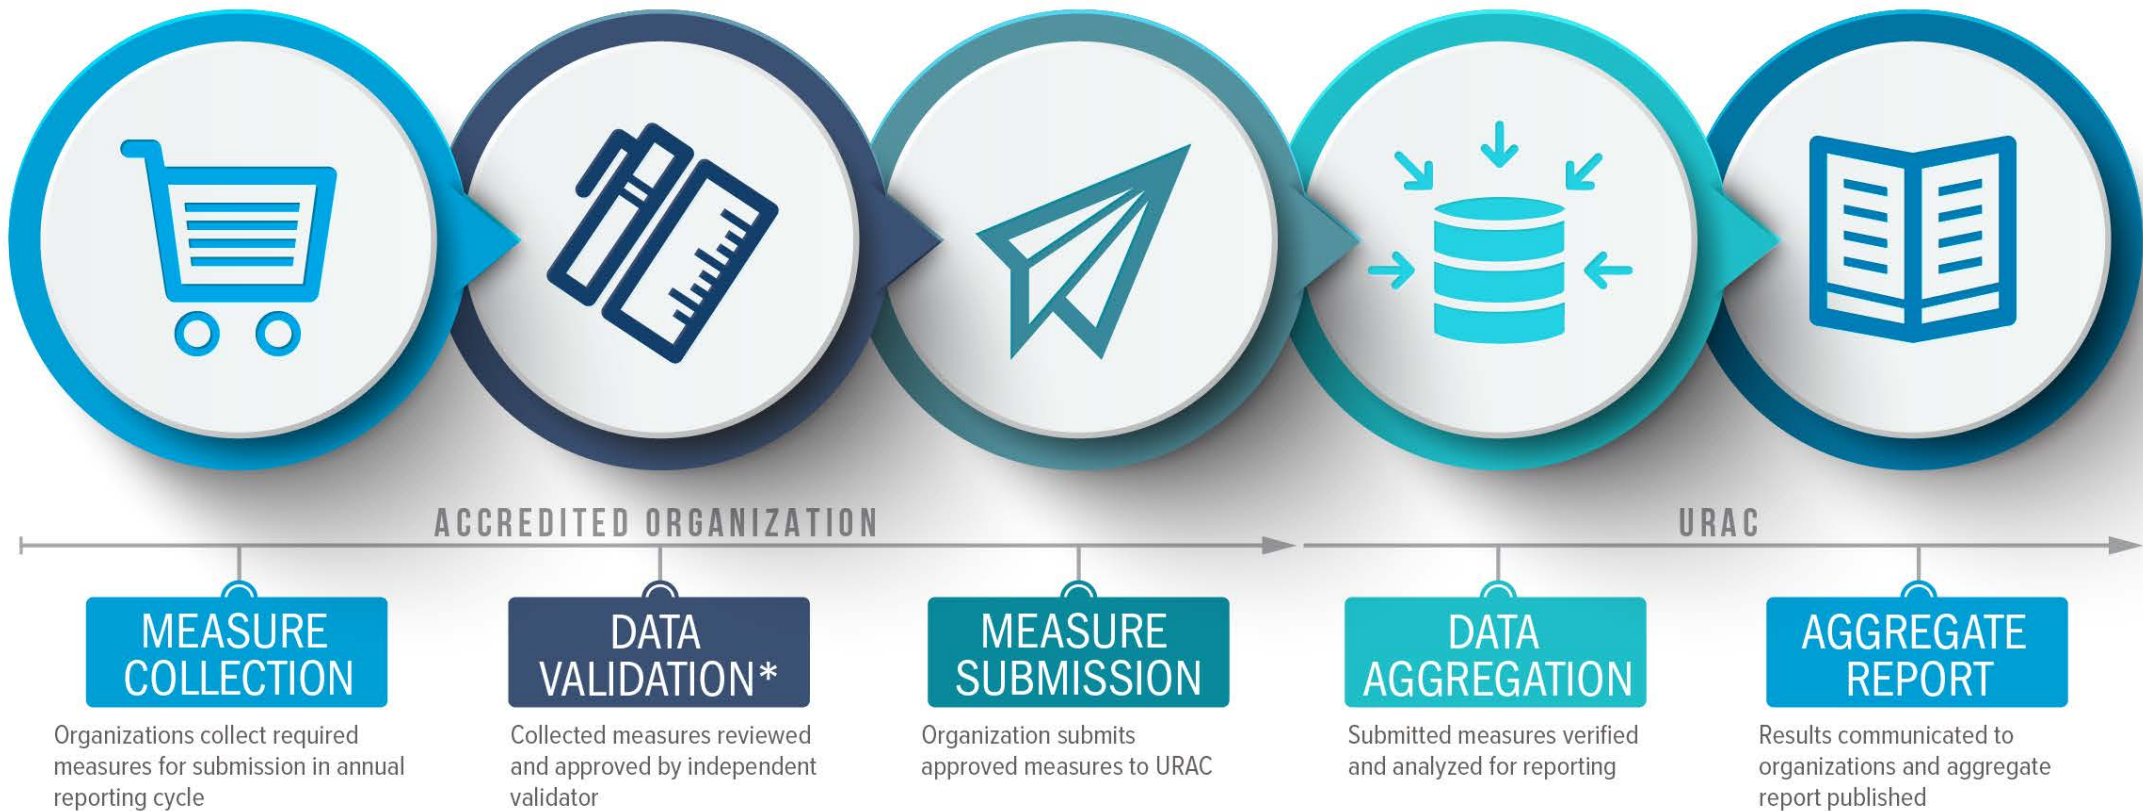 ACCREDITED ORGANIZATION
URAC
MEASURE
COLLECTION
Organizations collect required
measures for submission in annual
reporting cycle
DATA
VALIDATION*
Collected measures reviewed
and approved by independent
validator
MEASURE
SUBMISSION
Organization submits
approved measures to URAC
DATA
AGGREGATION
Submitted measures verified
and analyzed for reporting
AGGREGATE
REPORT
Results communicated to
organizations and aggregate
report published